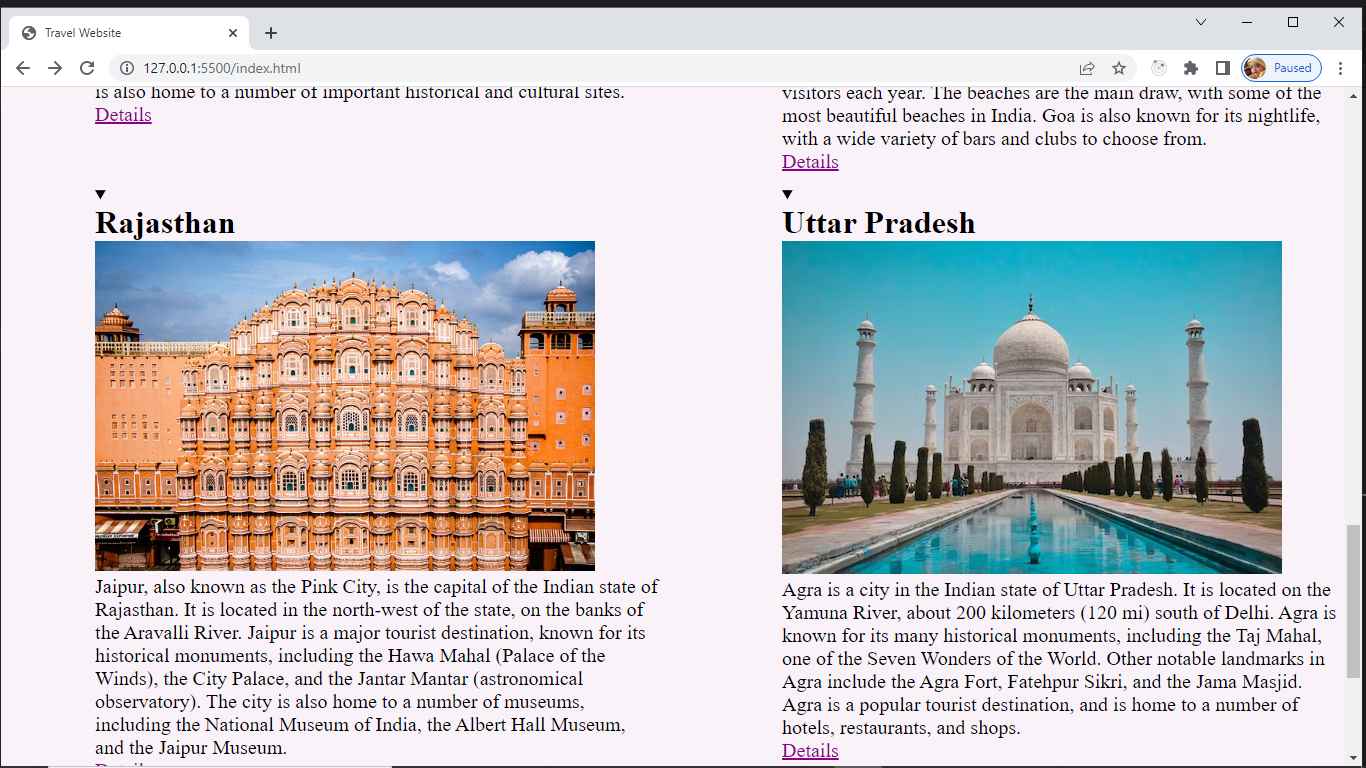 Travel Website
127.0.0.1:5500/index.html
Paused
is also home to a number of important historical and cultural sites.
Details
visitors each year. The beaches are the main draw, with some of the
most beautiful beaches in India. Goa is also known for its nightlife,
with a wide variety of bars and clubs to choose from.
Details
Rajasthan
Jaipur, also known as the Pink City, is the capital of the Indian state of
Rajasthan. It is located in the north-west of the state, on the banks of
the Aravalli River. Jaipur is a major tourist destination, known for its
historical monuments, including the Hawa Mahal (Palace of the
Winds), the City Palace, and the Jantar Mantar (astronomical
observatory). The city is also home to a number of museums,
including the National Museum of India, the Albert Hall Museum,
and the Jaipur Museum.
Uttar Pradesh
Agra is a city in the Indian state of Uttar Pradesh. It is located on the
Yamuna River, about 200 kilometers (120 mi) south of Delhi. Agra is
known for its many historical monuments, including the Taj Mahal,
one of the Seven Wonders of the World. Other notable landmarks in
Agra include the Agra Fort, Fatehpur Sikri, and the Jama Masjid.
Agra is a popular tourist destination, and is home to a number of
hotels, restaurants, and shops.
Details